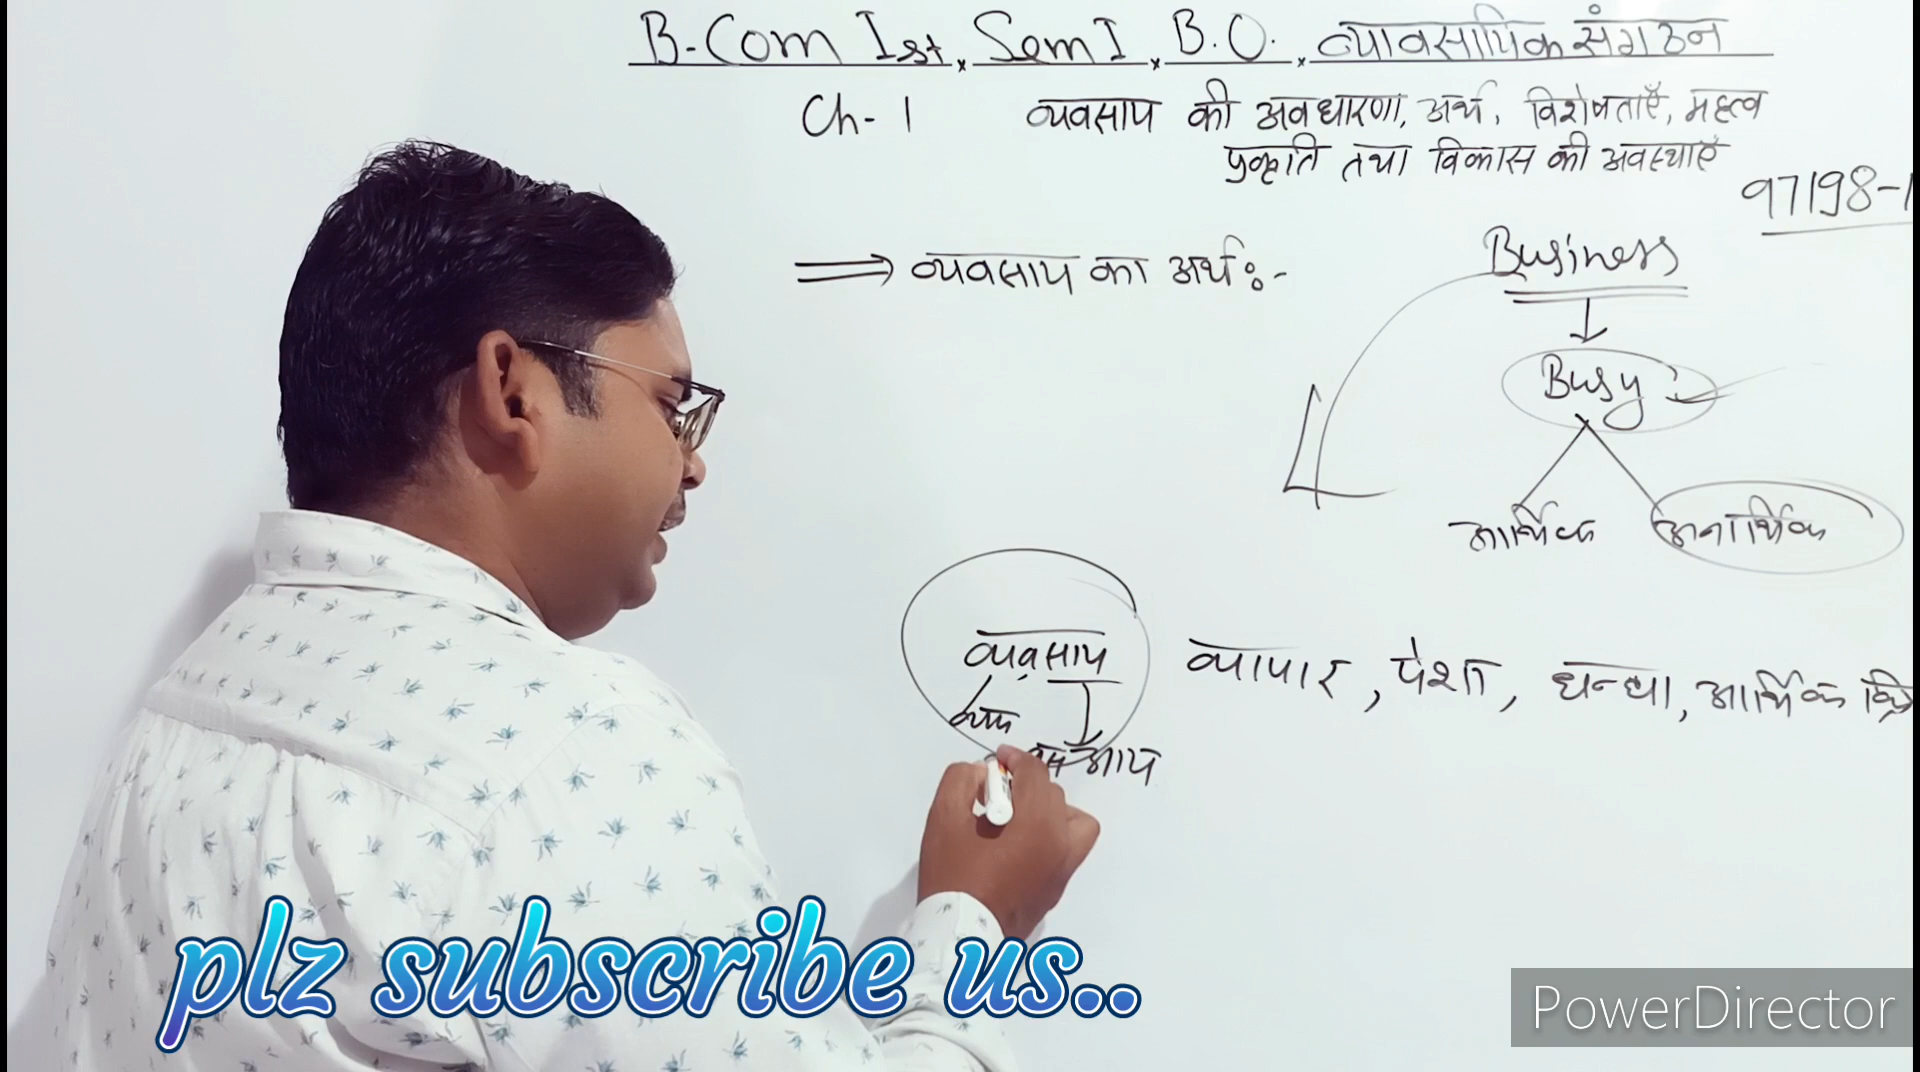 B-Com Ist, Sem I, B.O., व्यावसायिक संगठन
Ch-1 व्यवसाय की अवधारणा, अर्थ, विशेषताएँ, महत्व
प्रकृति तथा विकास की अवस्थाएँ
97198-1
Business
⟹ व्यवसाय का अर्थ :-
Busy
आर्थिक अनार्थिक
व्यवसाय व्यापार, पेशा, धन्धा, आर्थिक
plz subscribe us..
PowerDirector